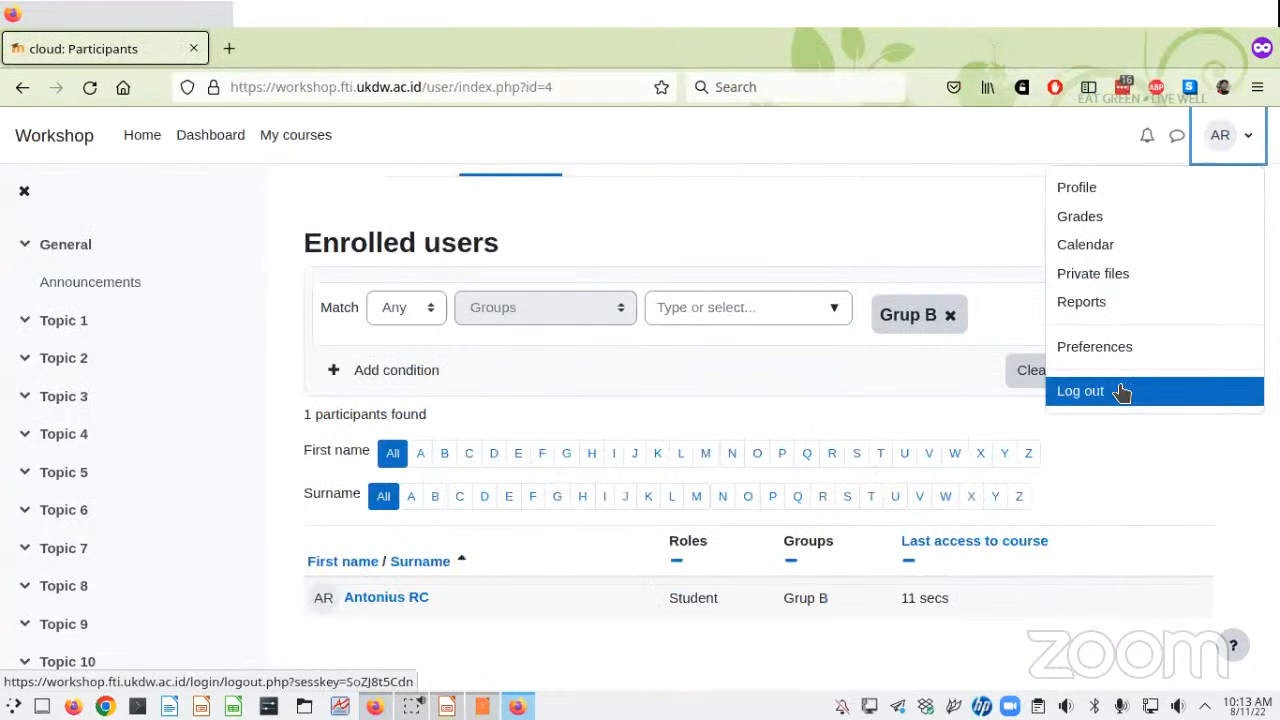 cloud: Participants
https://workshop.fti.ukdw.ac.id/user/index.php?id=4
Search
16
ABP
S
EAT GREEN • LIVE WELL
Workshop
Home
Dashboard
My courses
AR
Profile
Grades
Calendar
Private files
Reports
Preferences
Log out
General
Announcements
Topic 1
Topic 2
Topic 3
Topic 4
Topic 5
Topic 6
Topic 7
Topic 8
Topic 9
Topic 10
Enrolled users
Match
Any
Groups
Type or select...
Grup B
Add condition
Clea
1 participants found
First name All A B C D E F G H I J K L M N O P Q R S T U V W X Y Z
Surname All A B C D E F G H I J K L M N O P Q R S T U V W X Y Z
First name / Surname
Roles
Groups
Last access to course
AR Antonius RC
Student
Grup B
11 secs
zoom
?
https://workshop.fti.ukdw.ac.id/login/logout.php?sesskey=SoZJ8t5Cdn
hp
10:13 AM
8/11/22